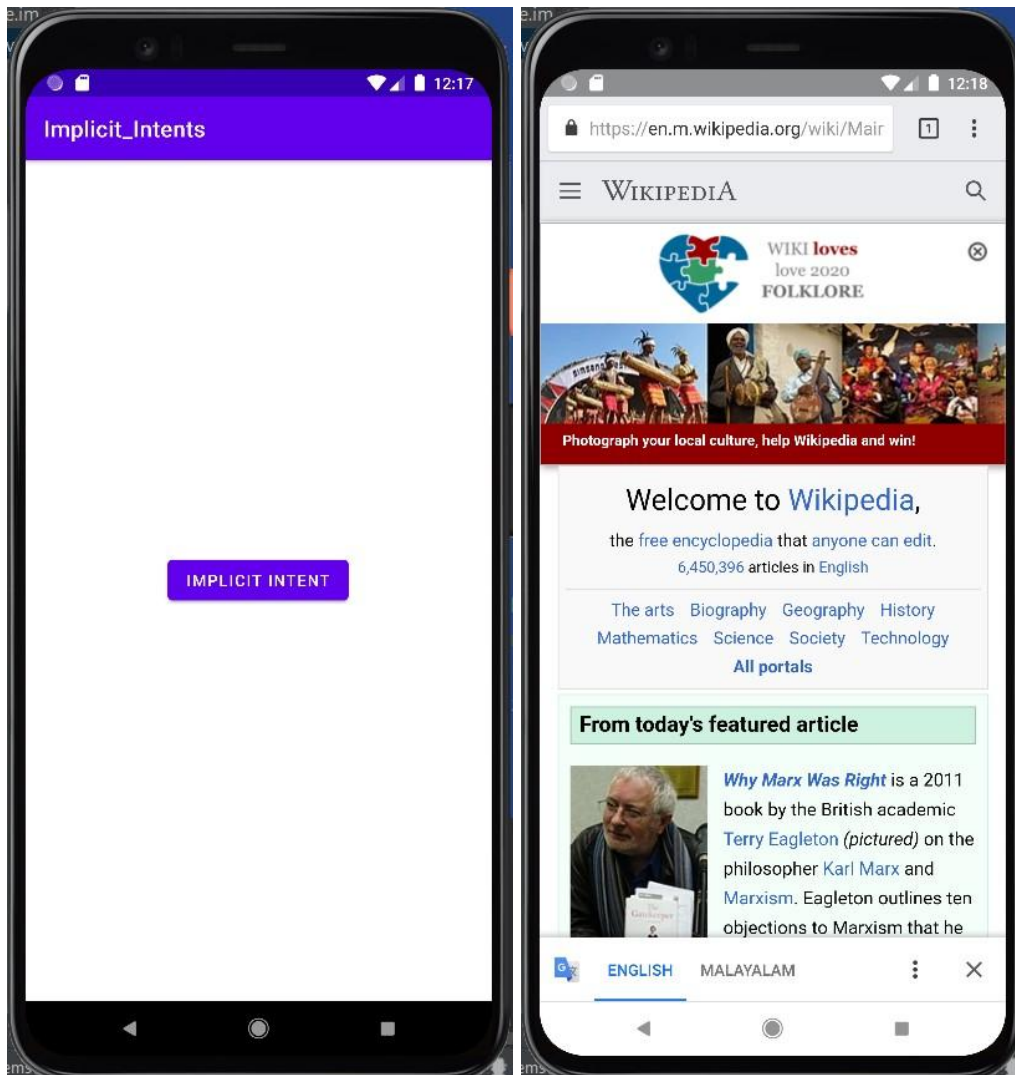 e.im
12:17
Implicit_Intents
IMPLICIT INTENT
ems
e.im
12:18
https://en.m.wikipedia.org/wiki/Mair
1
WIKIPEDIA
WIKI loves
love 2020
FOLKLORE
Photograph your local culture, help Wikipedia and win!
Welcome to Wikipedia,
the free encyclopedia that anyone can edit.
6,450,396 articles in English
The arts Biography Geography History
Mathematics Science Society Technology
All portals
From today's featured article
Why Marx Was Right is a 2011
book by the British academic
Terry Eagleton (pictured) on the
philosopher Karl Marx and
Marxism. Eagleton outlines ten
objections to Marxism that he
G
ENGLISH MALAYALAM
ems